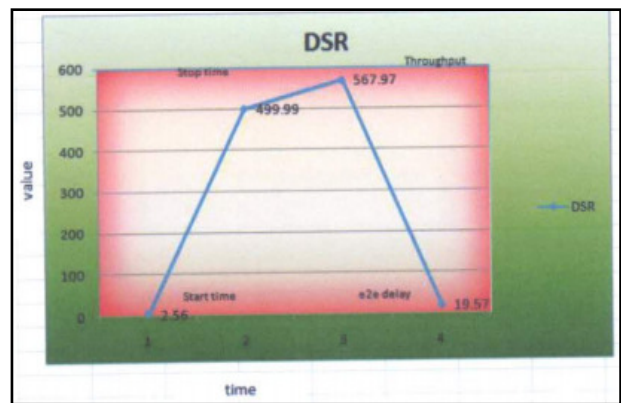 DSR
Throughput
600
Stop time
567.97
500
499.99
400
value
300
200
DSR
100
Start time
e2e delay
19.57
2.56
0
1 2 3 4
time